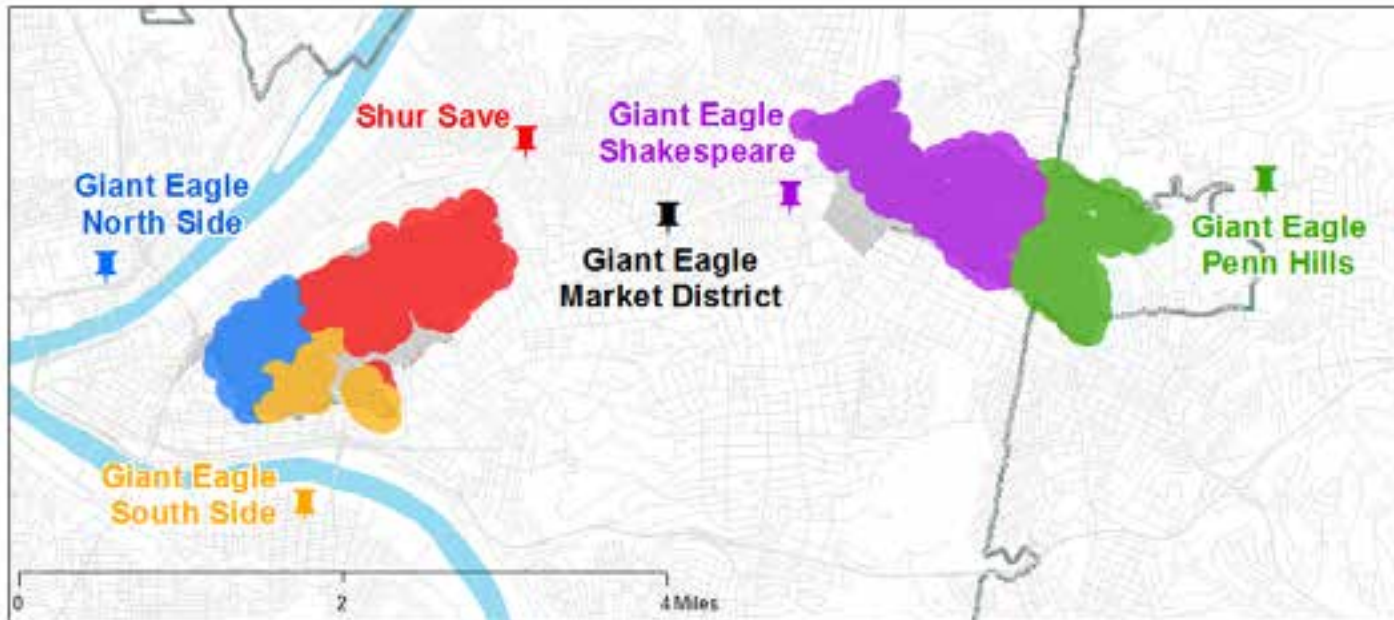 Shur Save
Giant Eagle
Shakespeare
Giant Eagle
North Side
Giant Eagle
Market District
Giant Eagle
Penn Hills
Giant Eagle
South Side
0
2
4 Miles